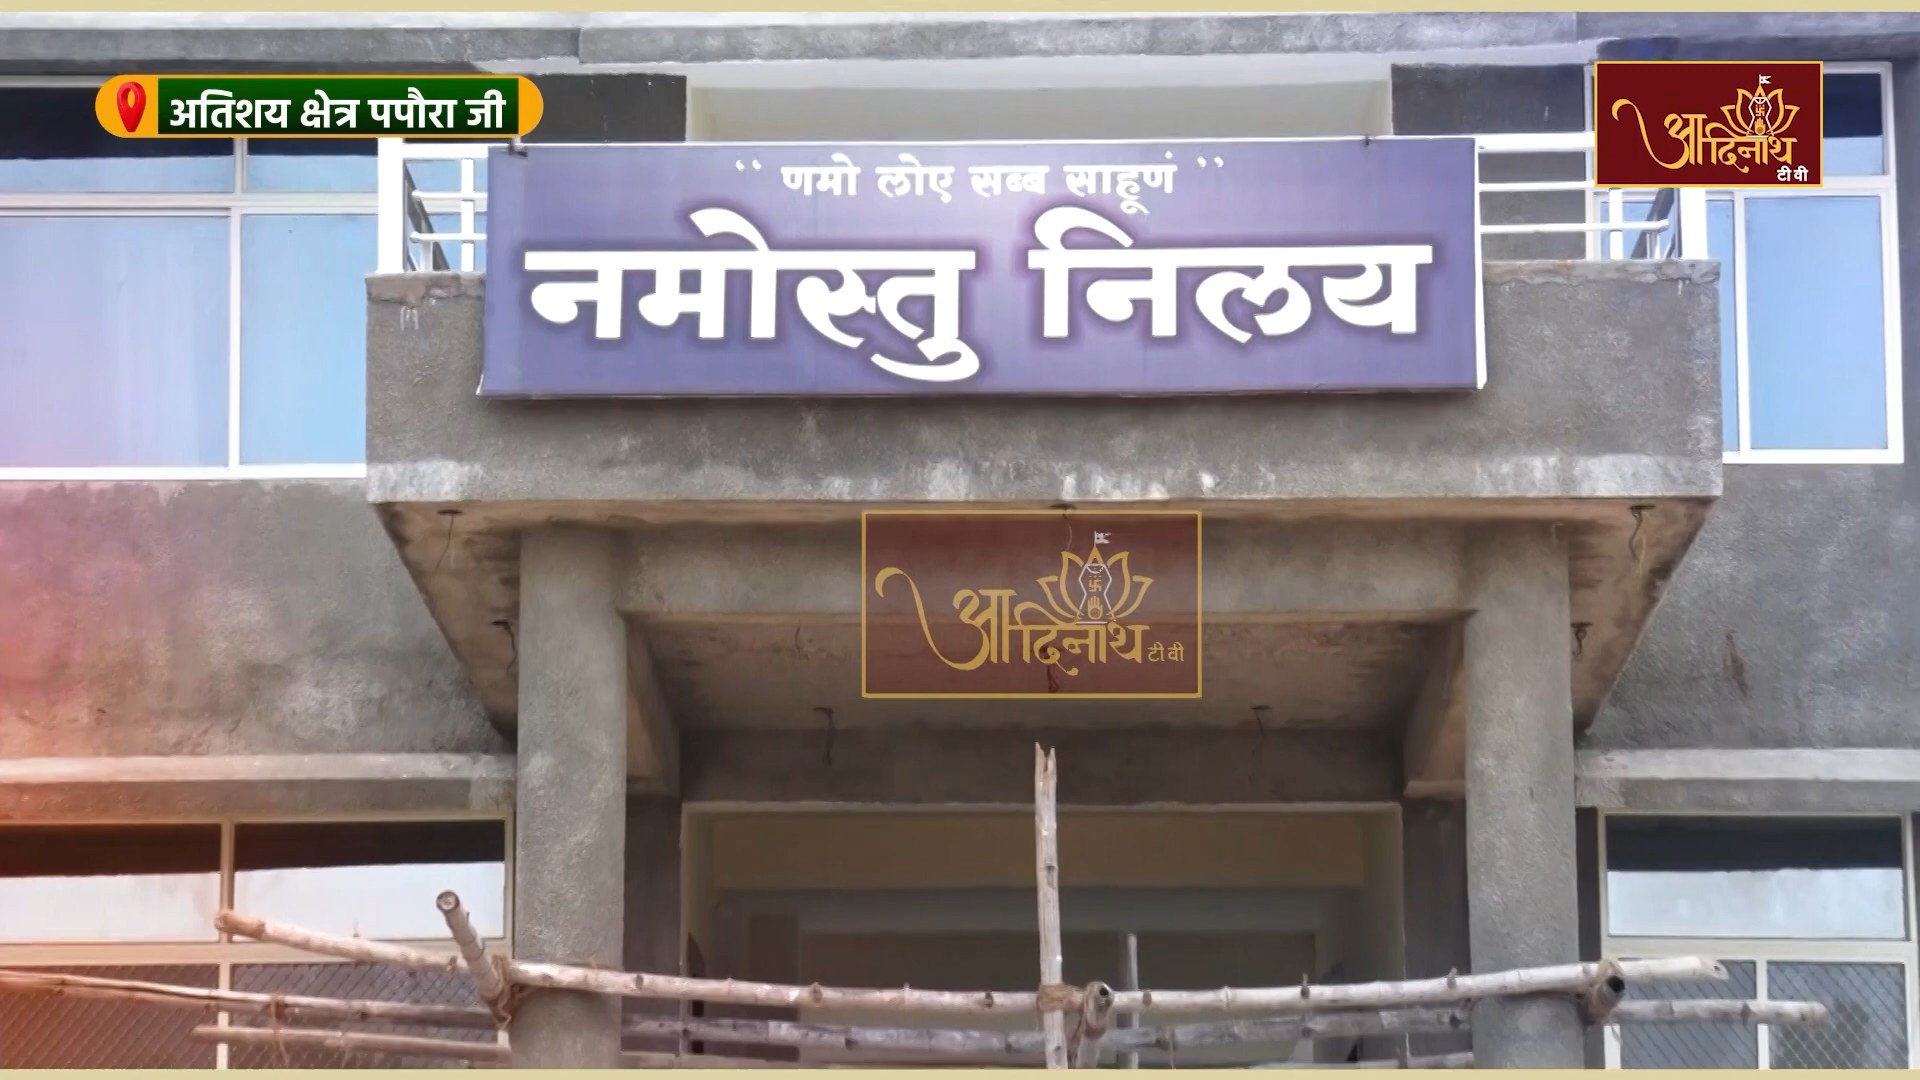 अतिशय क्षेत्र पपौरा जी
आदिनाथ
टीवी
“ णमो लोए सब्ब साहूणं ”
नमोस्तु निलय
आदिनाथ टीवी